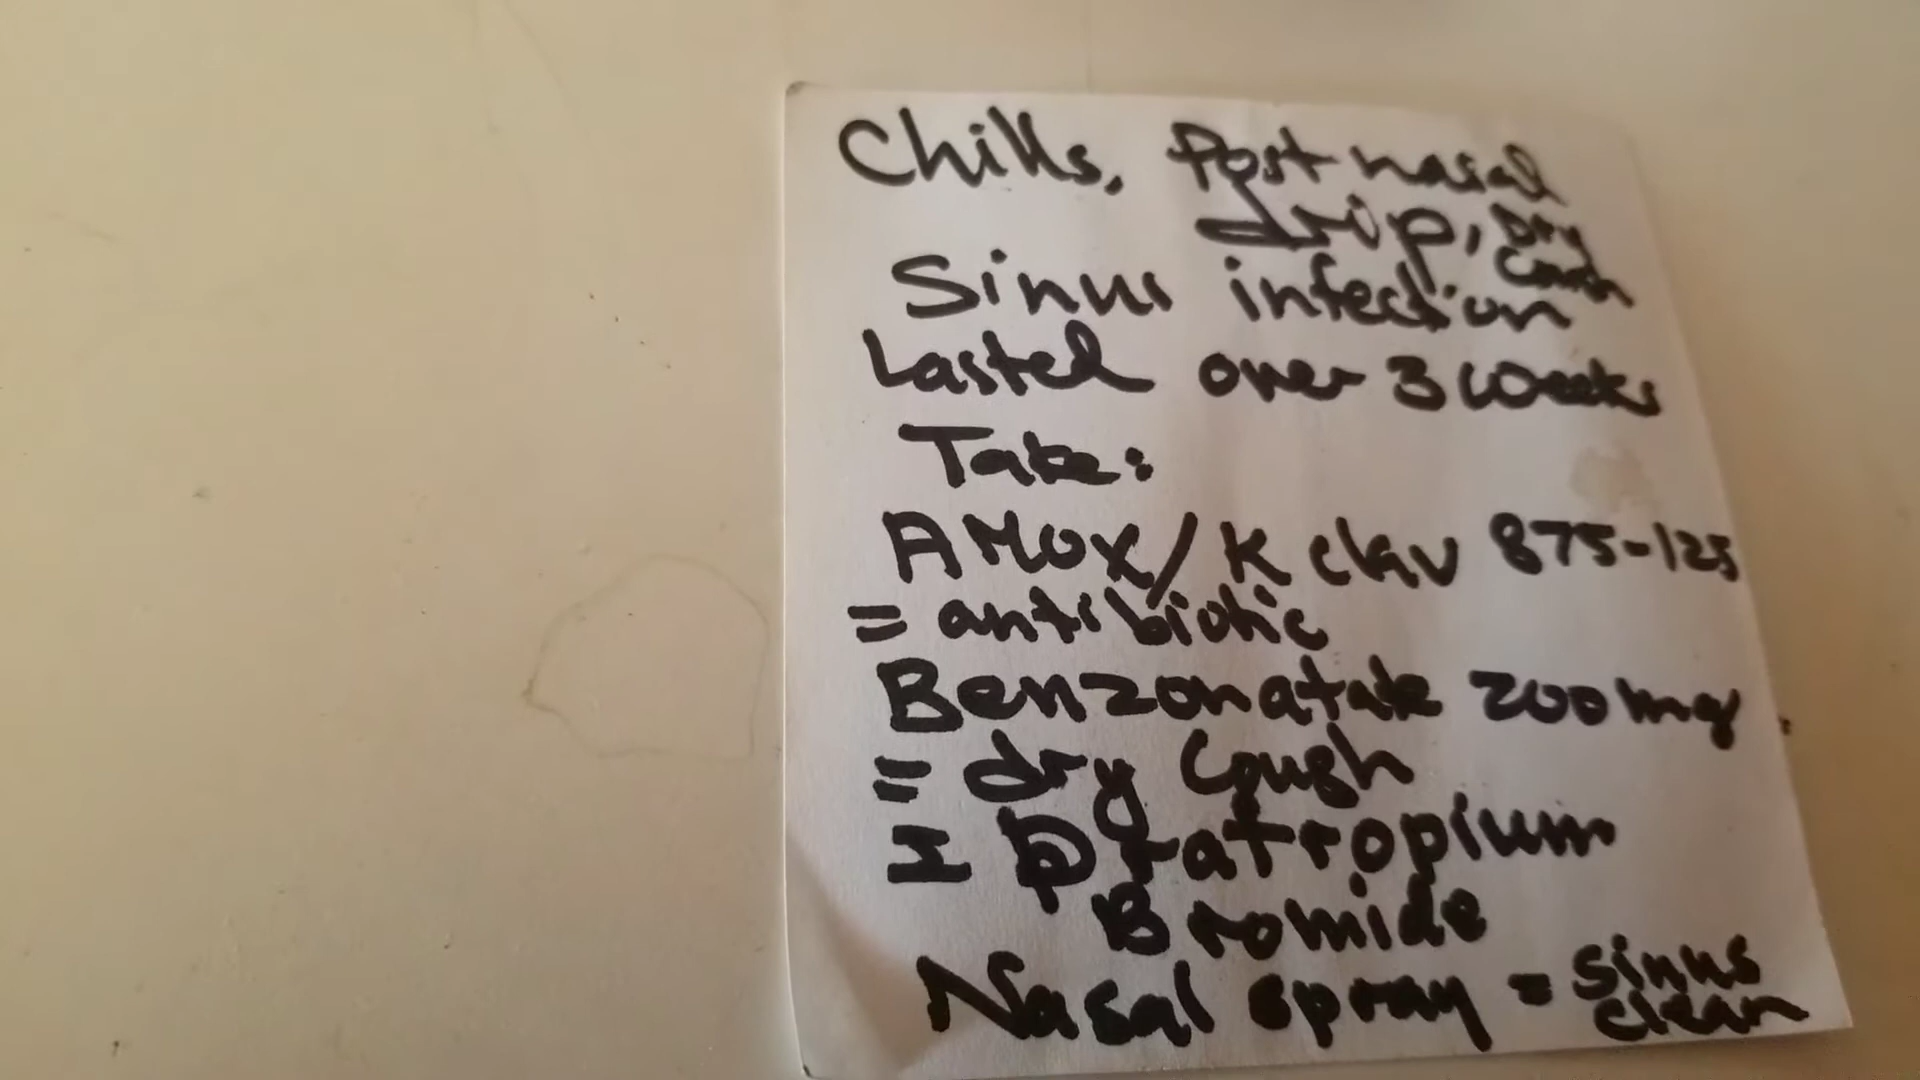 Chills, Post nasal
drip, Dry
Cough
Sinus infection
Lasted over 3 weeks
Take:
AMOX/K clav 875-125
= antibiotic
Benzonatate 200mg
= dry cough
= Ipratropium
Bromide
Nasal spray = sinus
clean